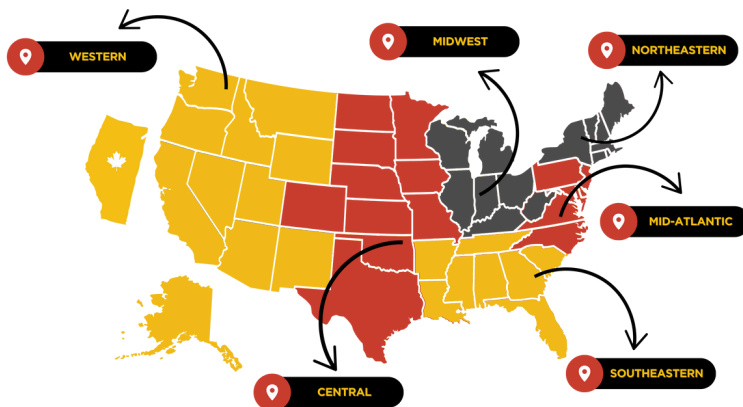 MIDWEST
NORTHEASTERN
WESTERN
MID-ATLANTIC
SOUTHEASTERN
CENTRAL